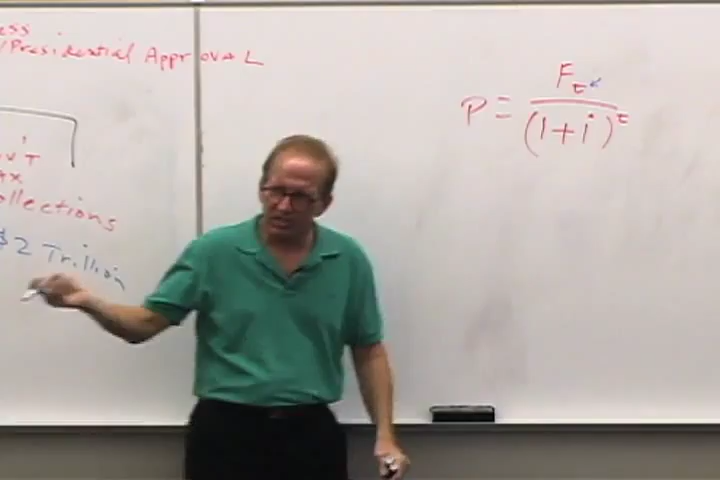 ess
/Presidential Approval
ov't
ax
ollections
$2 Trillion
P = Ft / (1+i)^t